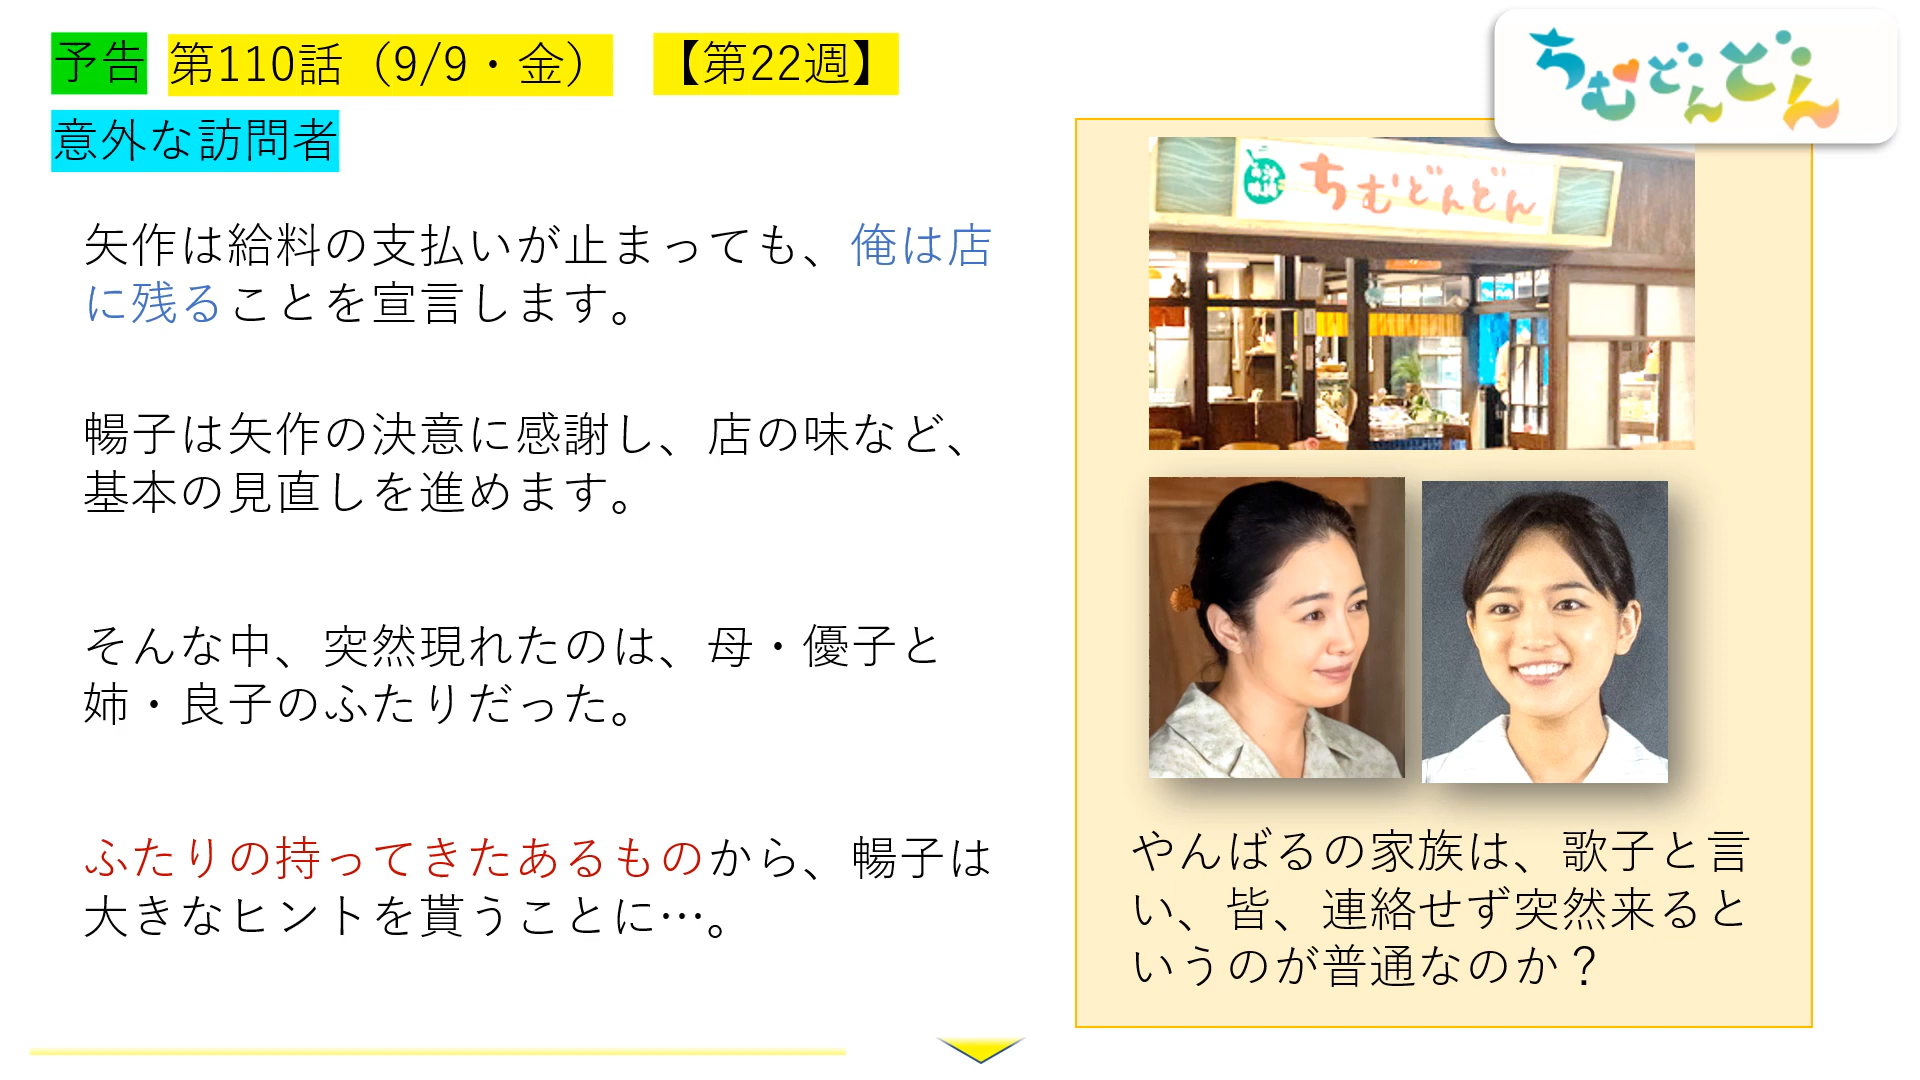 予告 第110話（9/9・金） 【第22週】
意外な訪問者
ちむどんどん
矢作は給料の支払いが止まっても、俺は店
に残ることを宣言します。
暢子は矢作の決意に感謝し、店の味など、
基本の見直しを進めます。
そんな中、突然現れたのは、母・優子と
姉・良子のふたりだった。
ふたりの持ってきたあるものから、暢子は
大きなヒントを貰うことに…。
ちむどんどん
やんばるの家族は、歌子と言
い、皆、連絡せず突然来ると
いうのが普通なのか？